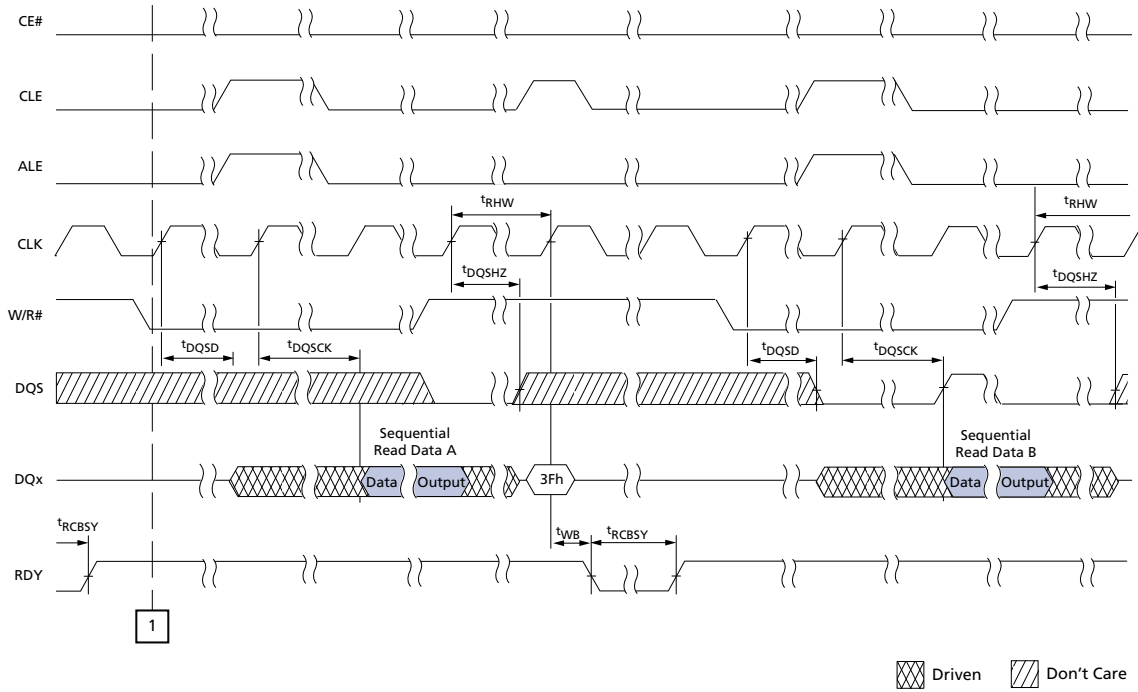 CE#
CLE
ALE
tRHW
tRHW
CLK
tDQSHZ
tDQSHZ
W/R#
tDQSD
tDQSCK
tDQSD
tDQSCK
DQS
Sequential
Read Data A
Sequential
Read Data B
DQx
Data
Output
3Fh
Data
Output
tRCBSY
tWB
tRCBSY
RDY
1
Driven
Don't Care